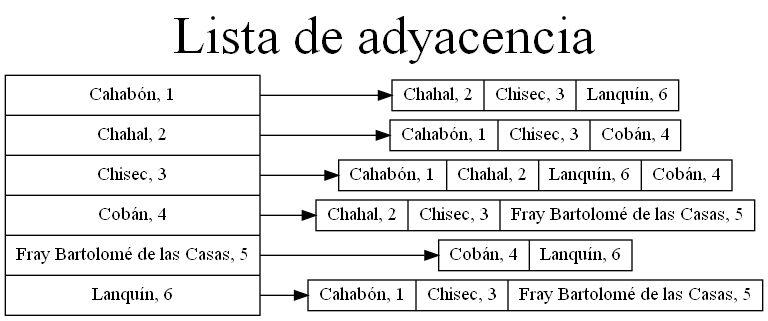 Lista de adyacencia
Cahabón, 1 Chahal, 2 Chisec, 3 Lanquín, 6
Chahal, 2 Cahabón, 1 Chisec, 3 Cobán, 4
Chisec, 3 Cahabón, 1 Chahal, 2 Lanquín, 6 Cobán, 4
Cobán, 4 Chahal, 2 Chisec, 3 Fray Bartolomé de las Casas, 5
Fray Bartolomé de las Casas, 5 Cobán, 4 Lanquín, 6
Lanquín, 6 Cahabón, 1 Chisec, 3 Fray Bartolomé de las Casas, 5